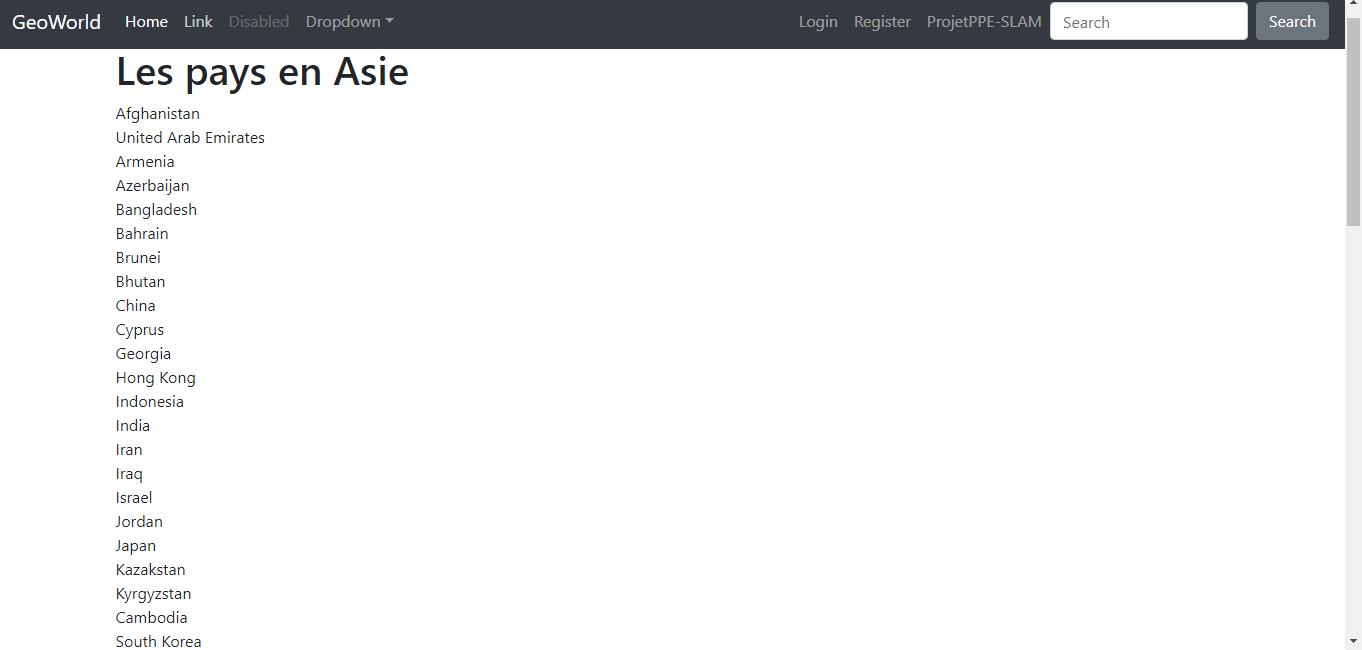 GeoWorld Home Link Disabled Dropdown Login Register ProjetPPE-SLAM Search Search
Les pays en Asie
Afghanistan
United Arab Emirates
Armenia
Azerbaijan
Bangladesh
Bahrain
Brunei
Bhutan
China
Cyprus
Georgia
Hong Kong
Indonesia
India
Iran
Iraq
Israel
Jordan
Japan
Kazakstan
Kyrgyzstan
Cambodia
South Korea